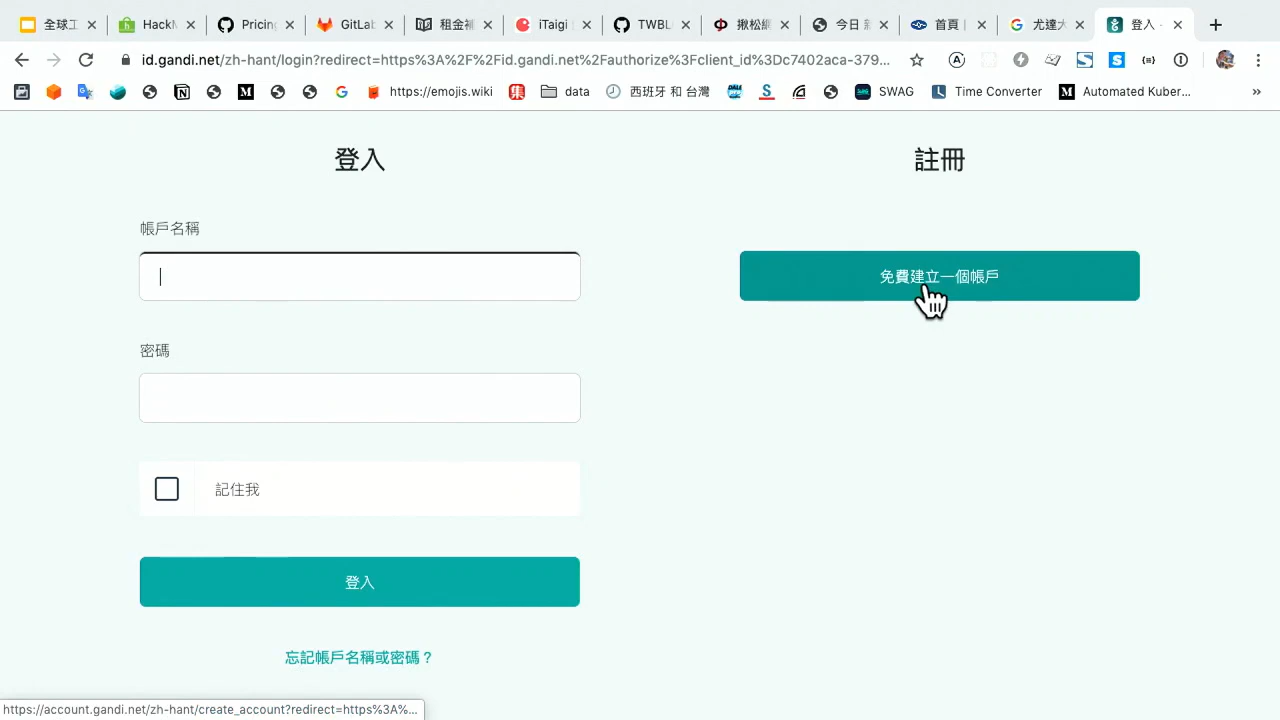 全球工
HackM
Pricing
GitLab
租金補
iTaigi
TWBL
揪松網
今日 新
首頁 |
尤達大
登入 -
id.gandi.net/zh-hant/login?redirect=https%3A%2F%2Fid.gandi.net%2Fauthorize%3Fclient_id%3Dc7402aca-379...
https://emojis.wiki
data
西班牙 和 台灣
SWAG
Time Converter
Automated Kuber...
»
登入
註冊
帳戶名稱
免費建立一個帳戶
密碼
記住我
登入
忘記帳戶名稱或密碼？
https://account.gandi.net/zh-hant/create_account?redirect=https%3A%...